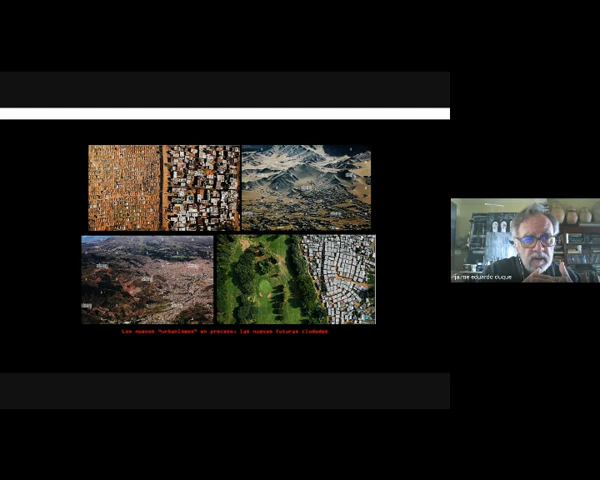 Los nuevos "urbanismos" en proceso: las nuevas futuras ciudades
jaime eduardo duque